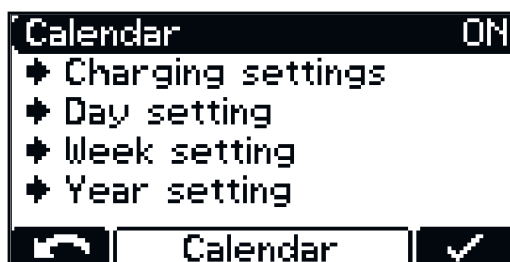 Calendar ON
Charging settings
Day setting
Week setting
Year setting
Calendar